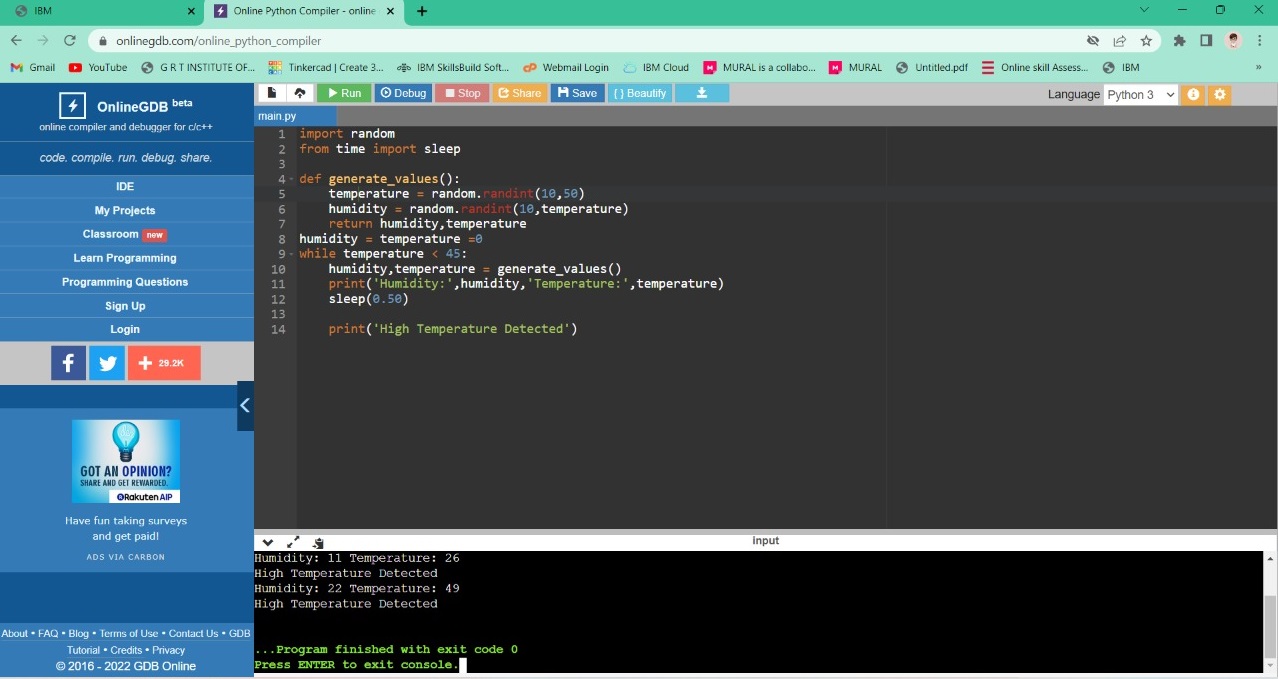 IBM
Online Python Compiler - online
onlinegdb.com/online_python_compiler
Gmail YouTube G R T INSTITUTE OF... Tinkercad | Create 3... IBM SkillsBuild Soft... Webmail Login IBM Cloud MURAL is a collabo... MURAL Untitled.pdf Online skill Assess... IBM »
OnlineGDB beta
online compiler and debugger for c/c++
code. compile. run. debug. share.
IDE
My Projects
Classroom new
Learn Programming
Programming Questions
Sign Up
Login
f + 29.2K
GOT AN OPINION?
SHARE AND GET REWARDED.
Rakuten AIP
Have fun taking surveys
and get paid!
ADS VIA CARBON
About • FAQ • Blog • Terms of Use • Contact Us • GDB
Tutorial • Credits • Privacy
© 2016 - 2022 GDB Online
Run Debug Stop Share Save { } Beautify Language Python 3
main.py
1 import random
2 from time import sleep
3
4 def generate_values():
5 temperature = random.randint(10,50)
6 humidity = random.randint(10,temperature)
7 return humidity,temperature
8 humidity = temperature =0
9 while temperature < 45:
10 humidity,temperature = generate_values()
11 print('Humidity:',humidity,'Temperature:',temperature)
12 sleep(0.50)
13
14 print('High Temperature Detected')
input
Humidity: 11 Temperature: 26
High Temperature Detected
Humidity: 22 Temperature: 49
High Temperature Detected
...Program finished with exit code 0
Press ENTER to exit console.